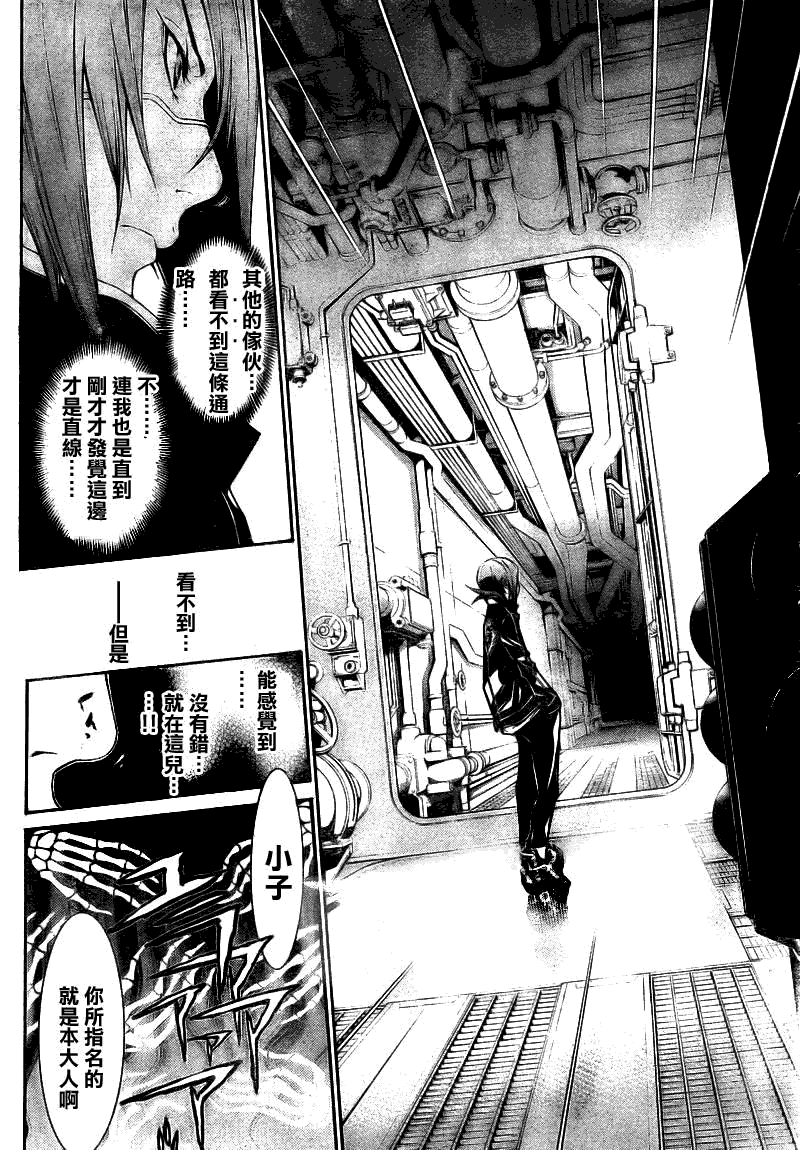 其他的傢伙…
都看不到這條通
路……
不……
連我也是直到
剛才才發覺這邊
才是直線……
看不到…
——但是
能感覺到
……
沒有錯…
就在這兒…
…!!
小子
你所指名的
就是本大人啊